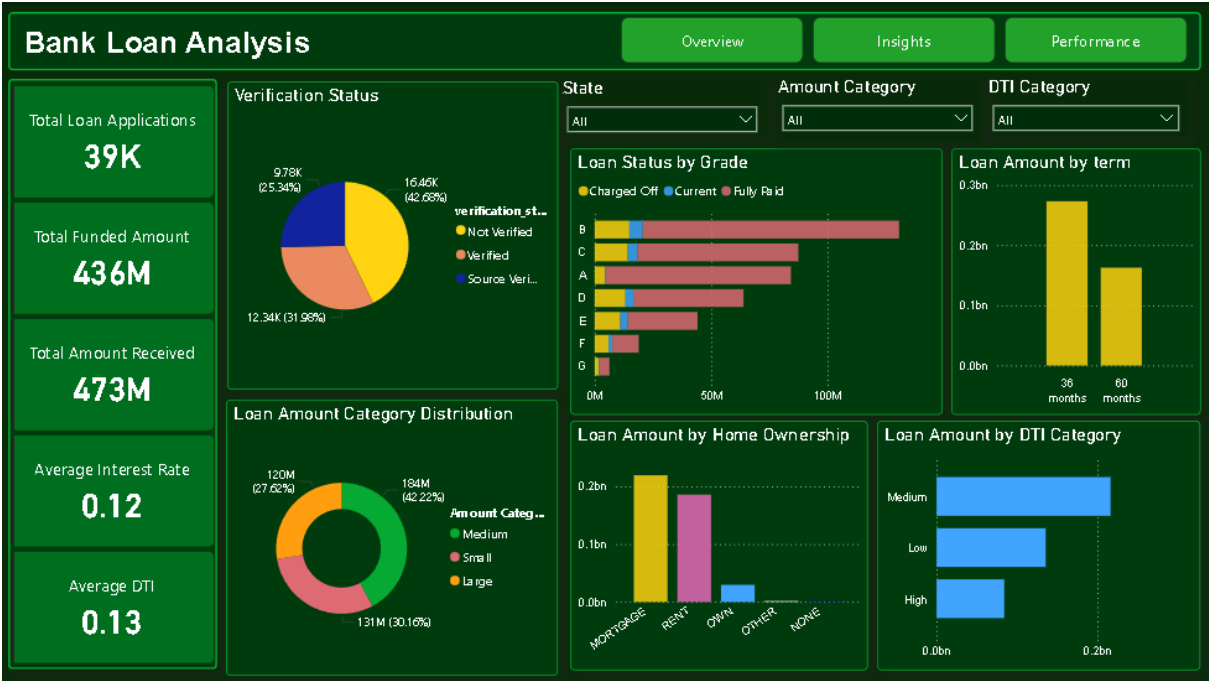 Bank Loan Analysis
Overview
Insights
Performance
Total Loan Applications
39K
Total Funded Amount
436M
Total Amount Received
473M
Average Interest Rate
0.12
Average DTI
0.13
Verification Status
9.78K
(25.34%)
16.46K
(42.68%)
12.34K (31.98%)
verification_st...
Not Verified
Verified
Source Veri...
Loan Amount Category Distribution
120M
(27.62%)
184M
(42.22%)
131M (30.16%)
Amount Categ...
Medium
Small
Large
State
All
Amount Category
All
DTI Category
All
Loan Status by Grade
Charged Off Current Fully Paid
B
C
A
D
E
F
G
0M 50M 100M
Loan Amount by term
0.3bn
0.2bn
0.1bn
0.0bn
36
months
60
months
Loan Amount by Home Ownership
0.2bn
0.1bn
0.0bn
MORTGAGE
RENT
OWN
OTHER
NONE
Loan Amount by DTI Category
Medium
Low
High
0.0bn 0.2bn